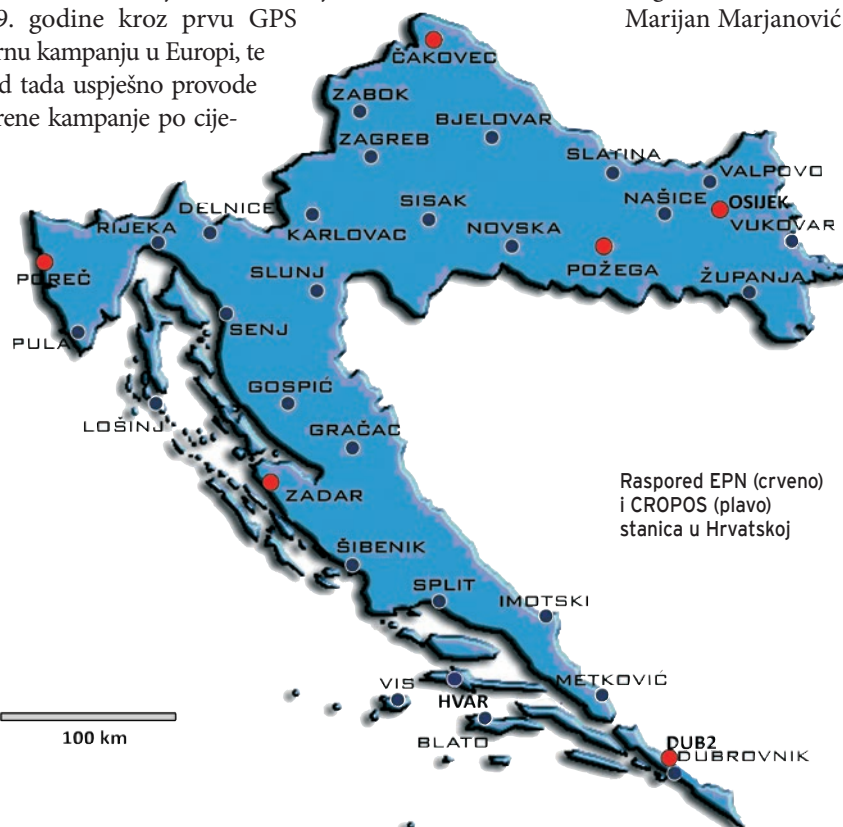 9. godine kroz prvu GPS
rnu kampanju u Europi, te
d tada uspješno provode
rene kampanje po cije-
Marijan Marjanović
ČAKOVEC
ZABOK
BJELOVAR
ZAGREB
SLATINA
VALPOVO
NAŠICE
OSIJEK
SISAK
DELNICE
VUKOVAR
RIJEKA
KARLOVAC
NOVSKA
POŽEGA
POREČ
SLUNJ
ŽUPANJA
SENJ
PULA
GOSPIĆ
LOŠINJ
GRAČAC
Raspored EPN (crveno)
i CROPOS (plavo)
stanica u Hrvatskoj
ZADAR
ŠIBENIK
SPLIT
IMOTSKI
VIS
METKOVIĆ
HVAR
100 km
BLATO
DUB2
DUBROVNIK